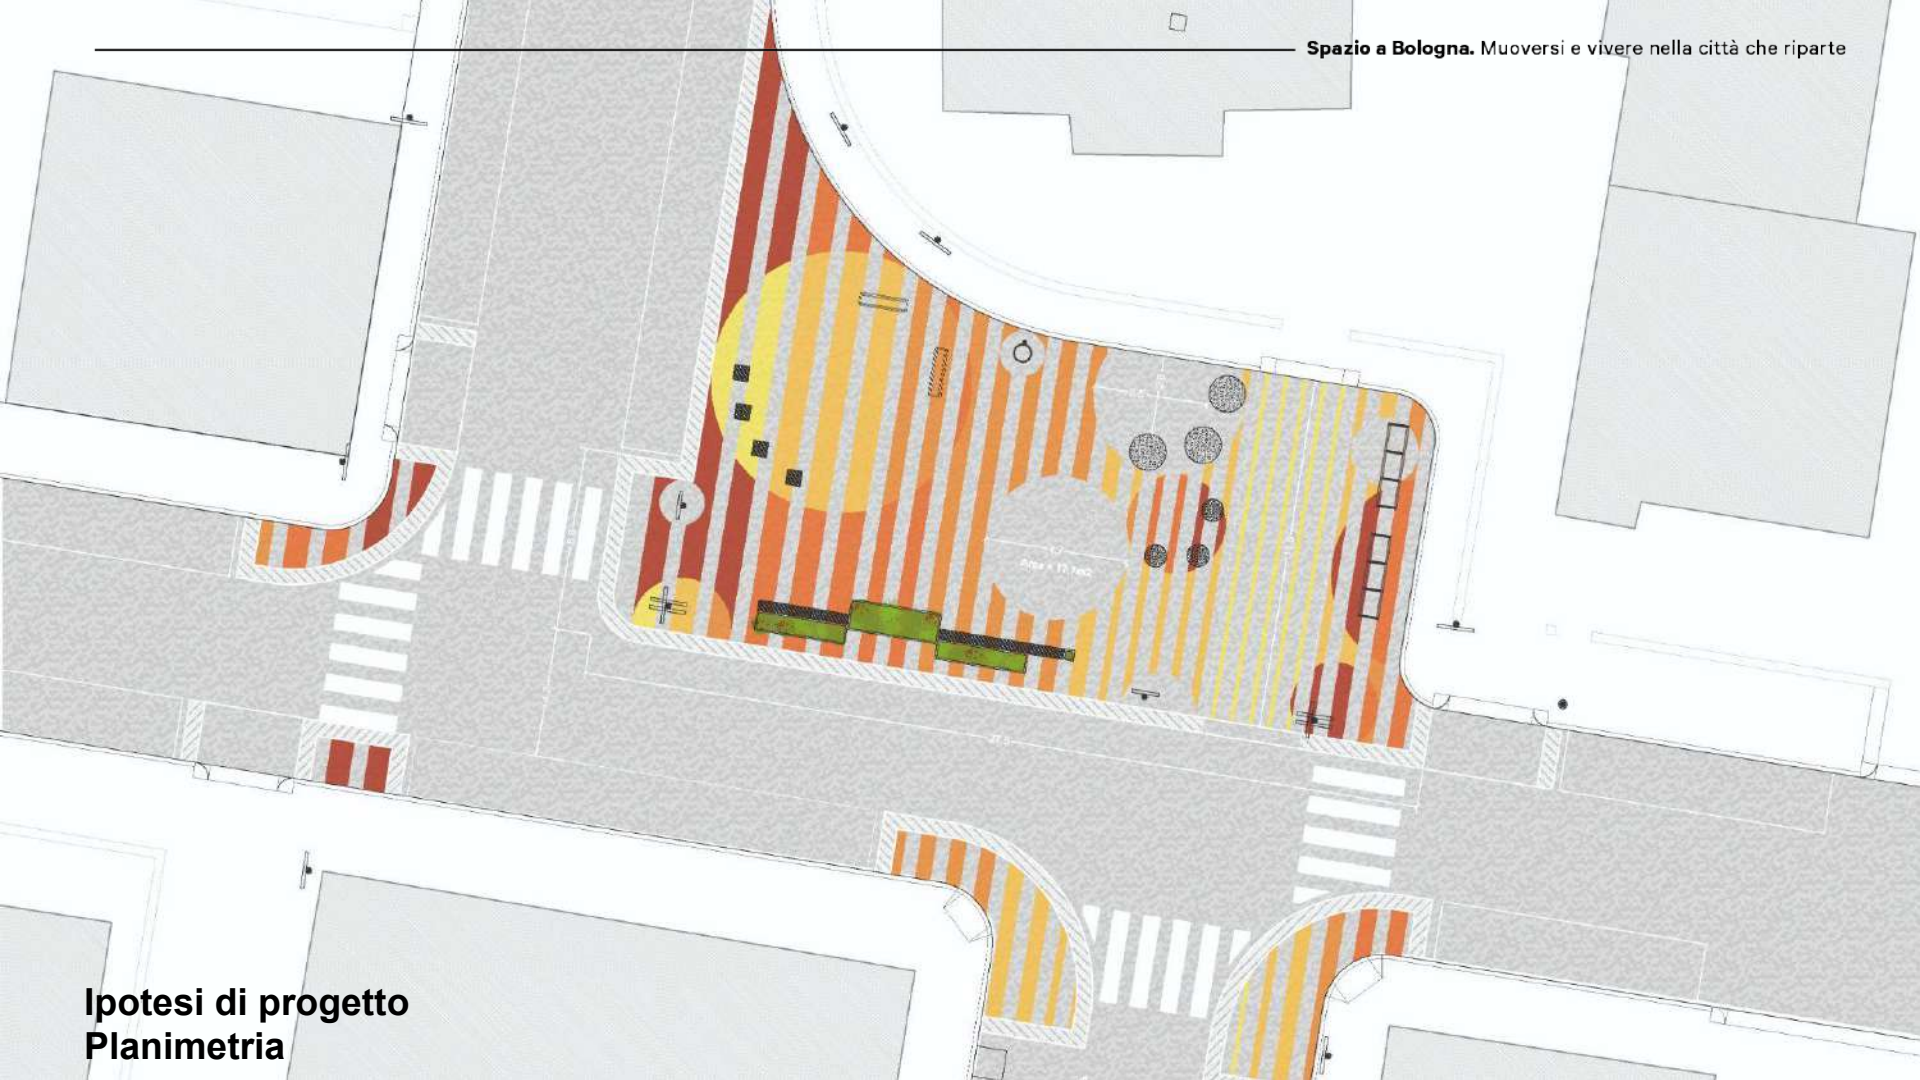 Spazio a Bologna. Muoversi e vivere nella città che riparte
Ipotesi di progetto
Planimetria